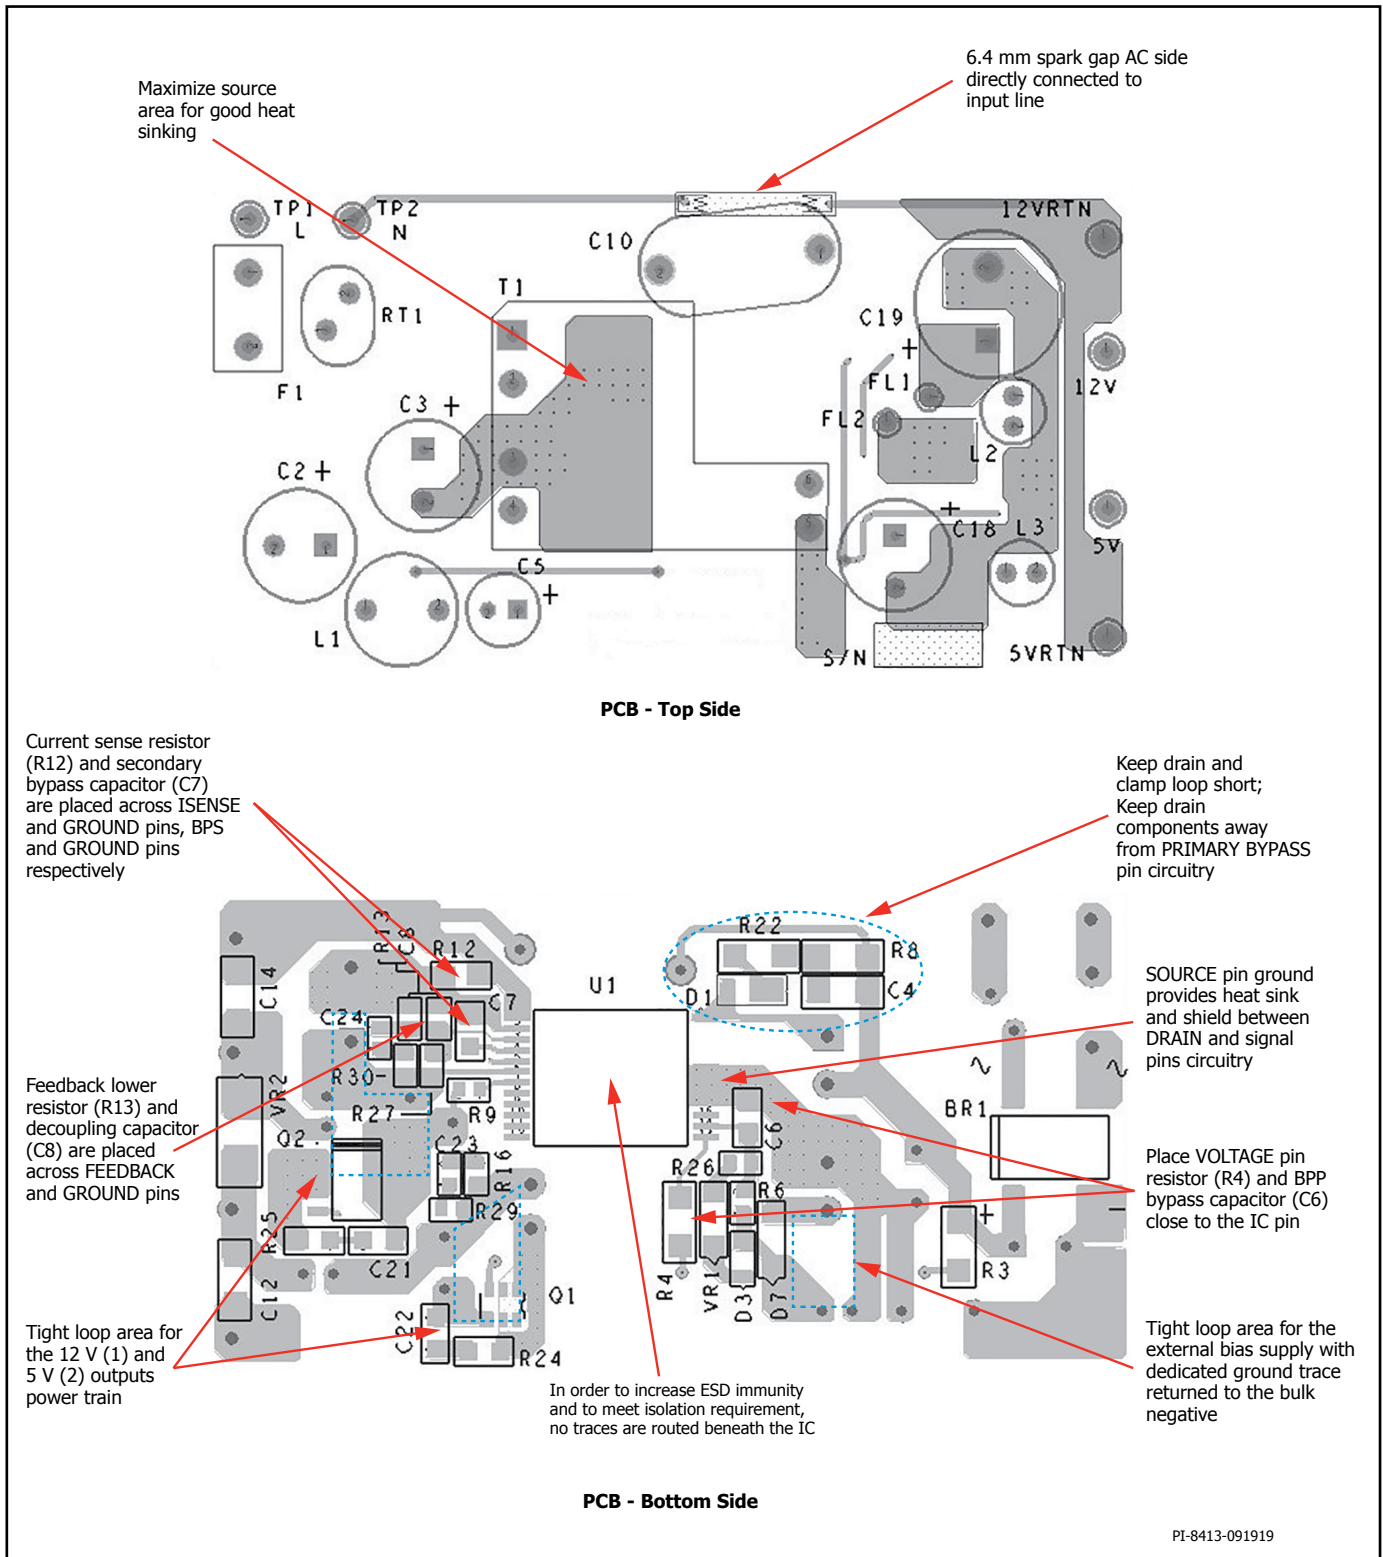 Maximize source
area for good heat
sinking
6.4 mm spark gap AC side
directly connected to
input line
TP1
L
TP2
N
12VRTN
C10
T1
RT1
C19
+
F1
FL1
12V
C3 +
FL2
L2
C2 +
+
C18
L3
5V
C5
+
L1
S/N
5VRTN
PCB - Top Side
Current sense resistor
(R12) and secondary
bypass capacitor (C7)
are placed across ISENSE
and GROUND pins, BPS
and GROUND pins
respectively
Keep drain and
clamp loop short;
Keep drain
components away
from PRIMARY BYPASS
pin circuitry
R13
C8
R12
R22
R8
C14
U1
D1
C4
C7
SOURCE pin ground
provides heat sink
and shield between
DRAIN and signal
pins circuitry
C24
Feedback lower
resistor (R13) and
decoupling capacitor
(C8) are placed
across FEEDBACK
and GROUND pins
VR2
R30
R27
R9
Q2
C6
BR1
C23
R16
R26
R6
Place VOLTAGE pin
resistor (R4) and BPP
bypass capacitor (C6)
close to the IC pin
R29
R25
C21
+
-
R3
R4
VR1
D3
D7
C12
Q1
C22
R24
Tight loop area for
the 12 V (1) and
5 V (2) outputs
power train
In order to increase ESD immunity
and to meet isolation requirement,
no traces are routed beneath the IC
Tight loop area for the
external bias supply with
dedicated ground trace
returned to the bulk
negative
PCB - Bottom Side
PI-8413-091919